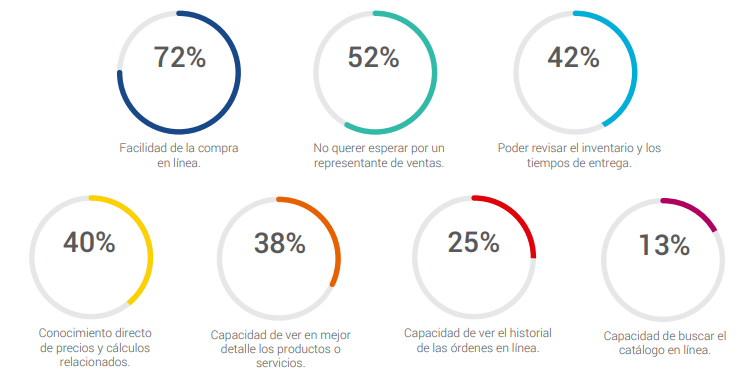 72%
Facilidad de la compra
en línea.
52%
No querer esperar por un
representante de ventas.
42%
Poder revisar el inventario y los
tiempos de entrega.
40%
Conocimiento directo
de precios y cálculos
relacionados.
38%
Capacidad de ver en mejor
detalle los productos o
servicios.
25%
Capacidad de ver el historial
de las órdenes en línea.
13%
Capacidad de buscar el
catálogo en línea.